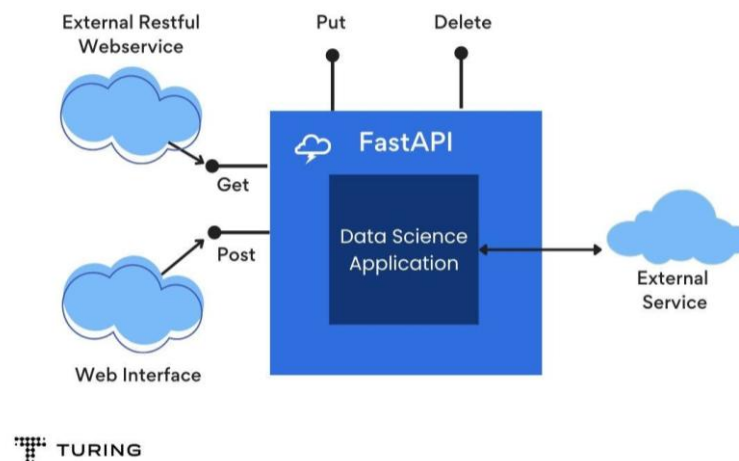 External Restful
Webservice
Put
Delete
FastAPI
Get
Post
Data Science
Application
External
Service
Web Interface
TURING